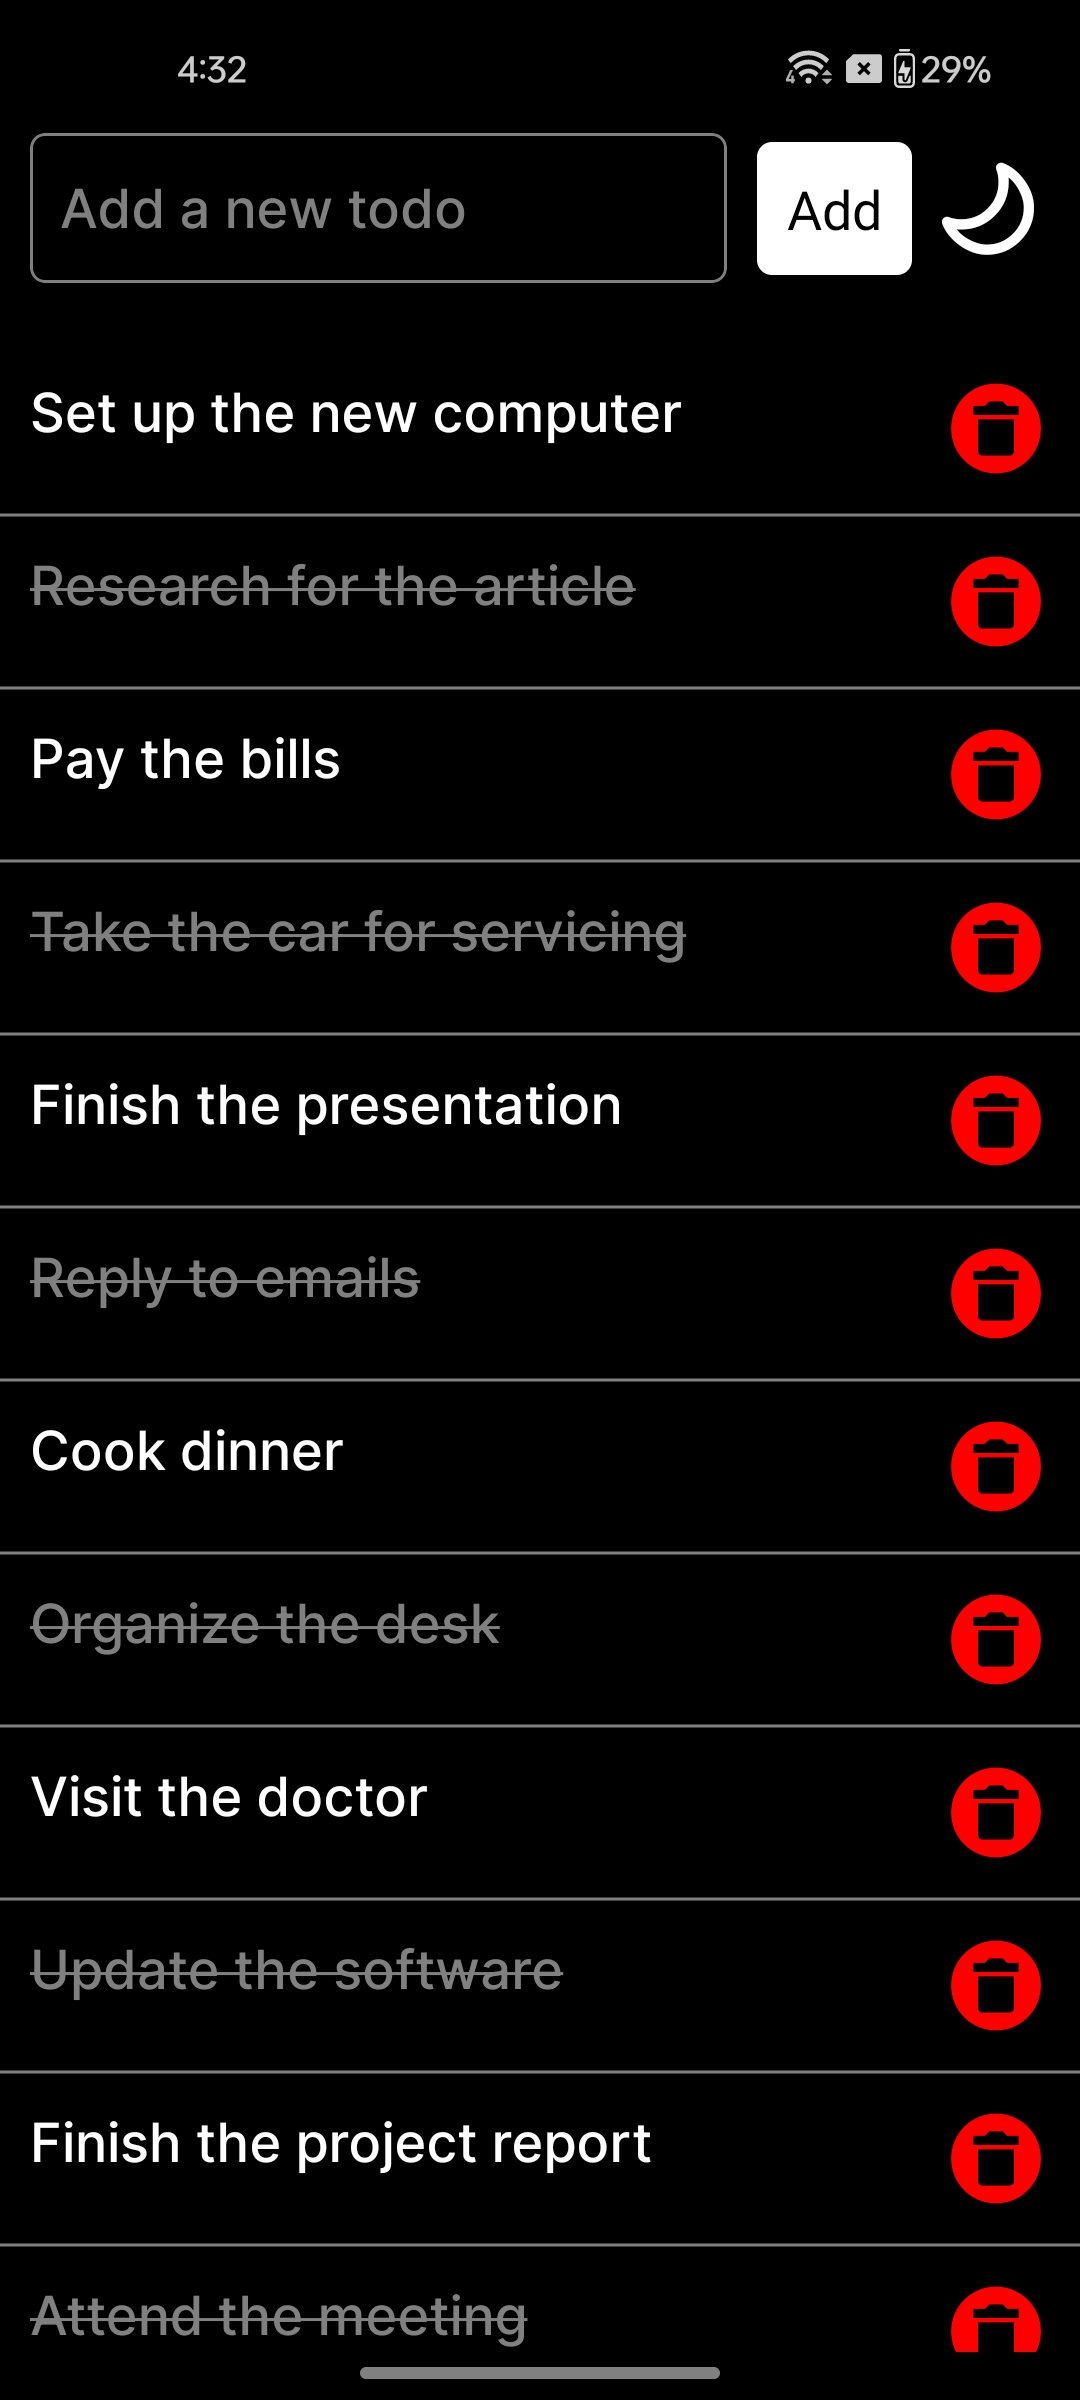 4:32
29%
Add a new todo
Add
Set up the new computer
Research for the article
Pay the bills
Take the car for servicing
Finish the presentation
Reply to emails
Cook dinner
Organize the desk
Visit the doctor
Update the software
Finish the project report
Attend the meeting